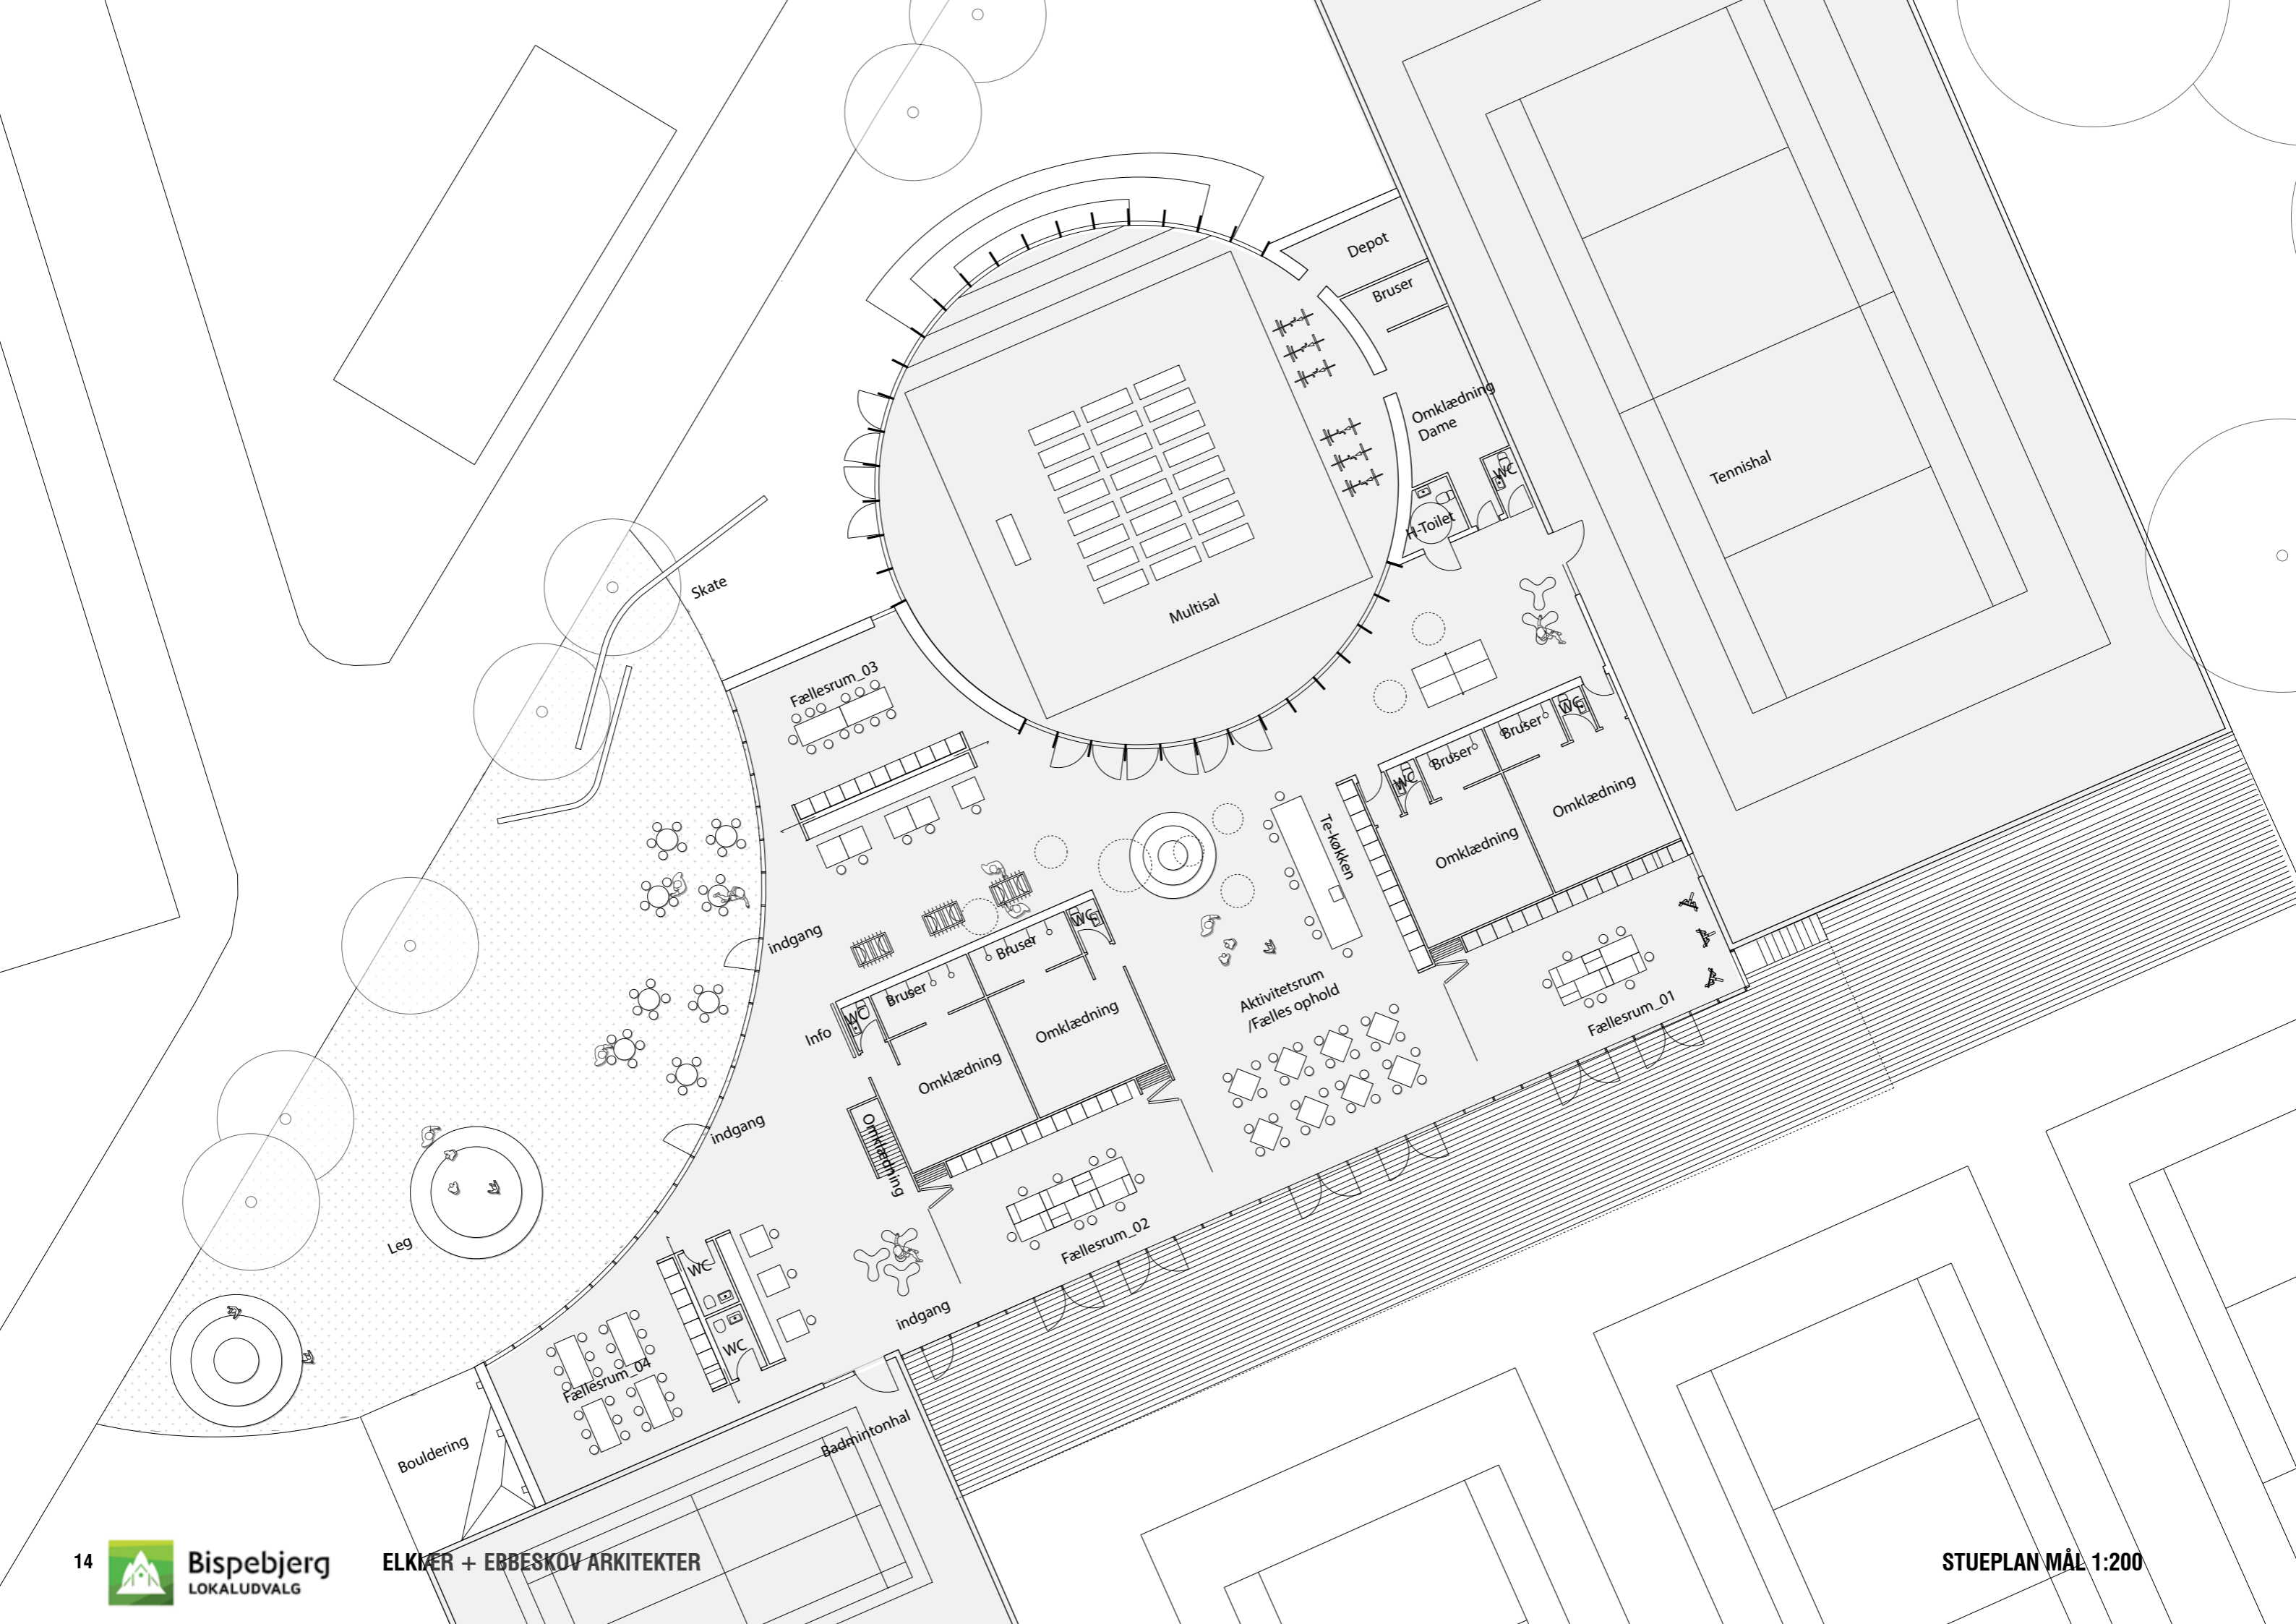 Depot
Bruser
Omklædning
Dame
WC
H-Toilet
Tennishal
Multisal
Skate
Fællesrum_03
WC
Bruser
Bruser
WC
Omklædning
Omklædning
Te-køkken
indgang
WC
Bruser
Bruser
WC
Info
Omklædning
Omklædning
Omklædning
Aktivitetsrum
/Fælles ophold
Fællesrum_01
indgang
Fællesrum_02
Leg
WC
WC
indgang
Fællesrum_04
Bouldering
Badmintonhal
14
Bispebjerg
LOKALUDVALG
ELKIÆR + EBBESKOV ARKITEKTER
STUEPLAN MÅL 1:200